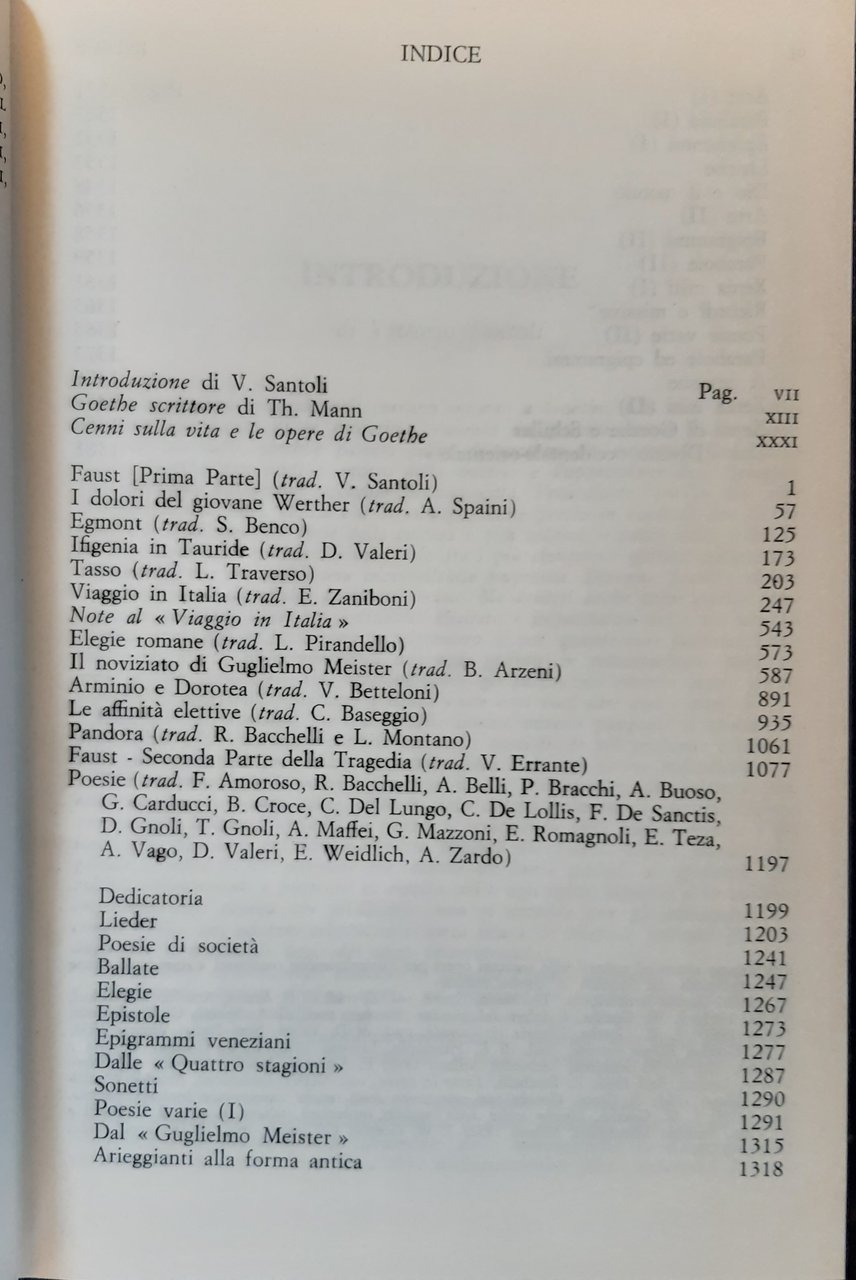 INDICE
Introduzione di V. Santoli Pag. VII
Goethe scrittore di Th. Mann XIII
Cenni sulla vita e le opere di Goethe XXXI
Faust [Prima Parte] (trad. V. Santoli) 1
I dolori del giovane Werther (trad. A. Spaini) 57
Egmont (trad. S. Benco) 125
Ifigenia in Tauride (trad. D. Valeri) 173
Tasso (trad. L. Traverso) 203
Viaggio in Italia (trad. E. Zaniboni) 247
Note al « Viaggio in Italia » 543
Elegie romane (trad. L. Pirandello) 573
Il noviziato di Guglielmo Meister (trad. B. Arzeni) 587
Arminio e Dorotea (trad. V. Betteloni) 891
Le affinità elettive (trad. C. Baseggio) 935
Pandora (trad. R. Bacchelli e L. Montano) 1061
Faust - Seconda Parte della Tragedia (trad. V. Errante) 1077
Poesie (trad. F. Amoroso, R. Bacchelli, A. Belli, P. Bracchi, A. Buoso,
G. Carducci, B. Croce, C. Del Lungo, C. De Lollis, F. De Sanctis,
D. Gnoli, T. Gnoli, A. Maffei, G. Mazzoni, E. Romagnoli, E. Teza,
A. Vago, D. Valeri, E. Weidlich, A. Zardo) 1197
Dedicatoria 1199
Lieder 1203
Poesie di società 1241
Ballate 1247
Elegie 1267
Epistole 1273
Epigrammi veneziani 1277
Dalle « Quattro stagioni » 1287
Sonetti 1290
Poesie varie (I) 1291
Dal « Guglielmo Meister » 1315
Arieggianti alla forma antica 1318